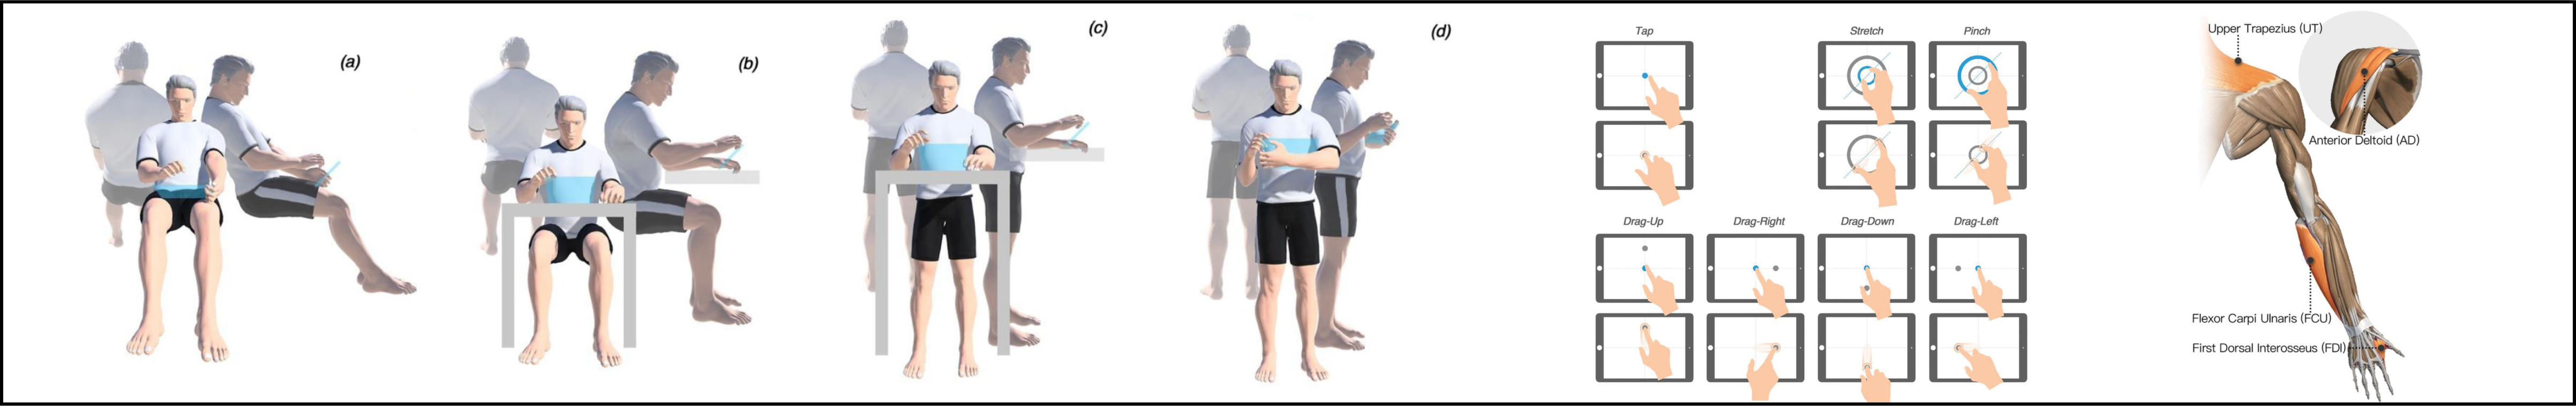 (a)
(b)
(c)
(d)
Tap
Stretch
Pinch
Drag-Up
Drag-Right
Drag-Down
Drag-Left
Upper Trapezius (UT)
Anterior Deltoid (AD)
Flexor Carpi Ulnaris (FCU)
First Dorsal Interosseus (FDI)